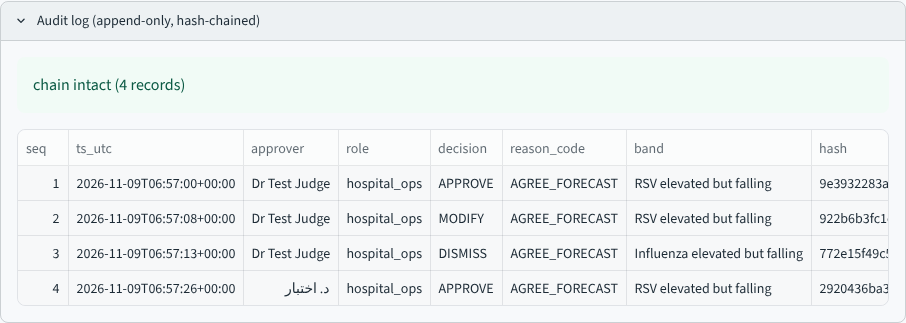 Audit log (append-only, hash-chained)
chain intact (4 records)
seq ts_utc approver role decision reason_code band hash
1 2026-11-09T06:57:00+00:00 Dr Test Judge hospital_ops APPROVE AGREE_FORECAST RSV elevated but falling 9e3932283a
2 2026-11-09T06:57:08+00:00 Dr Test Judge hospital_ops MODIFY AGREE_FORECAST RSV elevated but falling 922b6b3fc1
3 2026-11-09T06:57:13+00:00 Dr Test Judge hospital_ops DISMISS AGREE_FORECAST Influenza elevated but falling 772e15f49c
4 2026-11-09T06:57:26+00:00 د. اختبار hospital_ops APPROVE AGREE_FORECAST RSV elevated but falling 2920436ba3